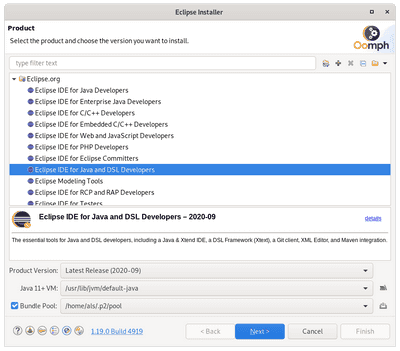 Eclipse Installer
Product
Select the product and choose the version you want to install.
Oomph
type filter text
Eclipse.org
Eclipse IDE for Java Developers
Eclipse IDE for Enterprise Java Developers
Eclipse IDE for C/C++ Developers
Eclipse IDE for Embedded C/C++ Developers
Eclipse IDE for Web and JavaScript Developers
Eclipse IDE for PHP Developers
Eclipse IDE for Eclipse Committers
Eclipse IDE for Java and DSL Developers
Eclipse Modeling Tools
Eclipse IDE for RCP and RAP Developers
Eclipse IDE for Testers
Eclipse IDE for Java and DSL Developers – 2020-09
details
The essential tools for Java and DSL developers, including a Java & Xtend IDE, a DSL Framework (Xtext), a Git client, XML Editor, and Maven integration.
Product Version: Latest Release (2020-09)
Java 11+ VM: /usr/lib/jvm/default-java
Bundle Pool: /home/ais/.p2/pool
1.19.0 Build 4919
< Back
Next >
Cancel
Finish